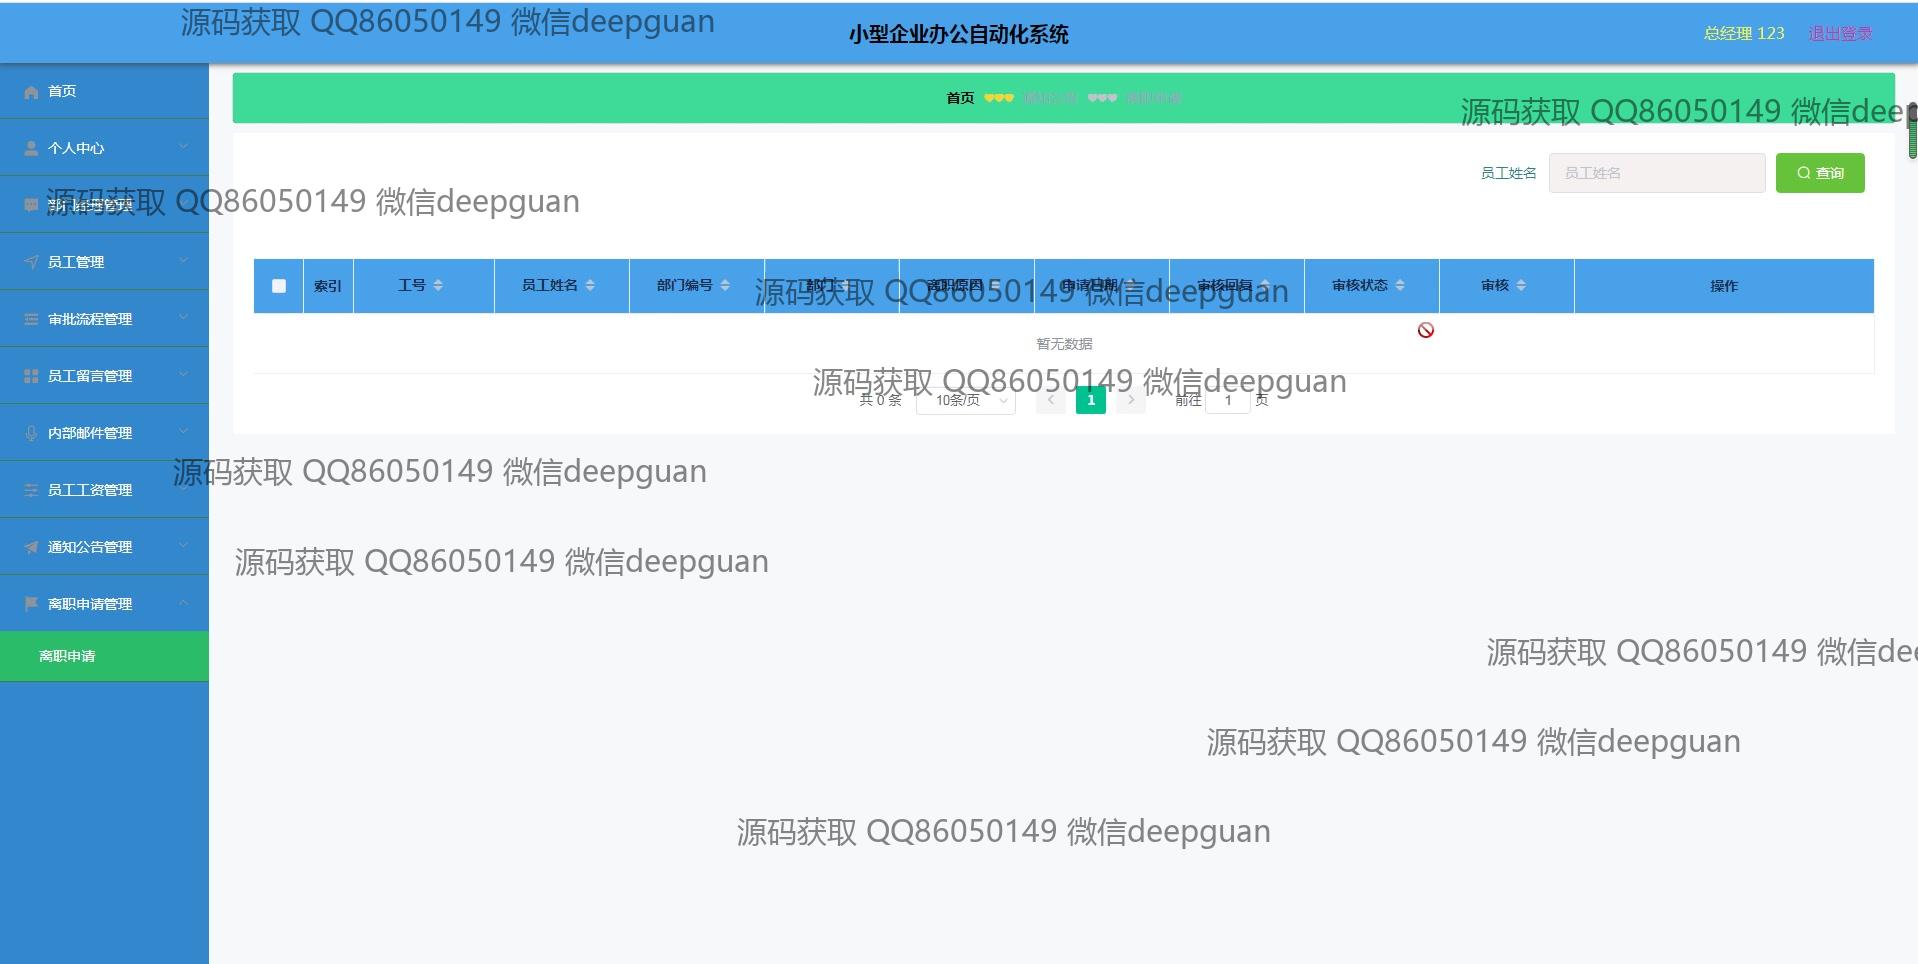 源码获取 QQ86050149 微信deepguan
小型企业办公自动化系统
总经理 123 退出登录
首页
首页 通知公告 离职申请
源码获取 QQ86050149 微信deep
个人中心
员工姓名 员工姓名 查询
部门经理管理
源码获取 QQ86050149 微信deepguan
员工管理
索引 工号 员工姓名 部门编号 部门 离职原因 申请日期 审核回复 审核状态 审核 操作
源码获取 QQ86050149 微信deepguan
审批流程管理
暂无数据
员工留言管理
源码获取 QQ86050149 微信deepguan
共 0 条 10条/页 1 前往 1 页
内部邮件管理
源码获取 QQ86050149 微信deepguan
员工工资管理
通知公告管理
源码获取 QQ86050149 微信deepguan
离职申请管理
离职申请
源码获取 QQ86050149 微信dee
源码获取 QQ86050149 微信deepguan
源码获取 QQ86050149 微信deepguan